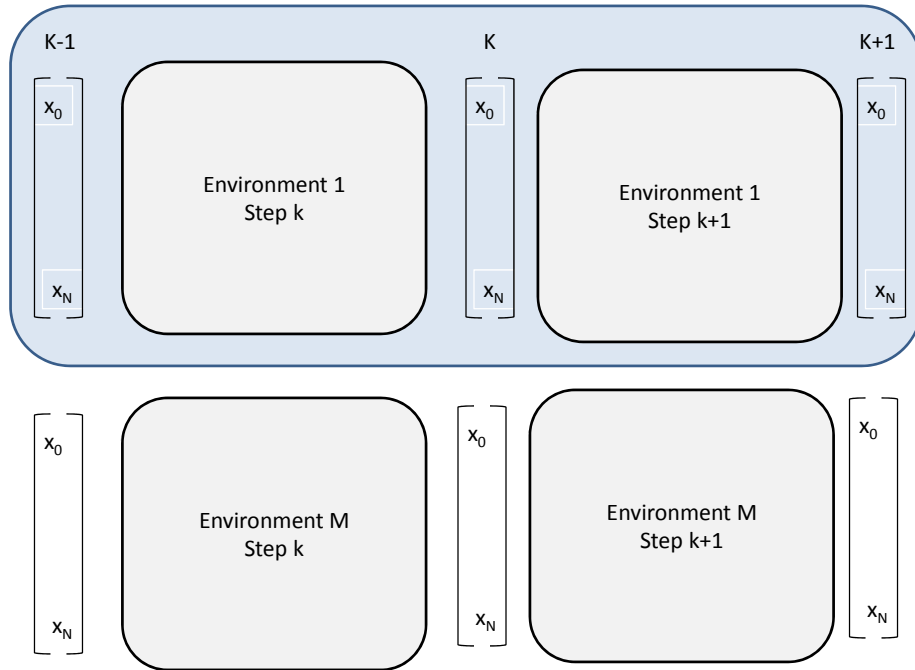 K-1
K
K+1
x0
x0
x0
Environment 1
Step k
Environment 1
Step k+1
xN
xN
xN
x0
x0
x0
Environment M
Step k
Environment M
Step k+1
xN
xN
xN